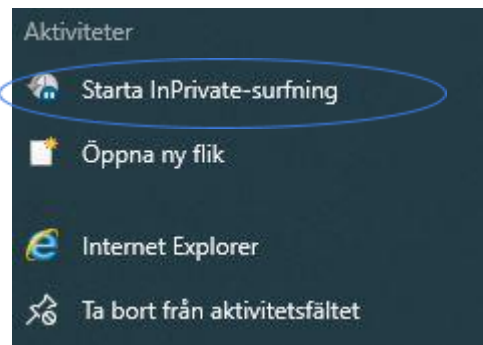 Aktiviteter
Starta InPrivate-surfning
Öppna ny flik
Internet Explorer
Ta bort från aktivitetsfältet